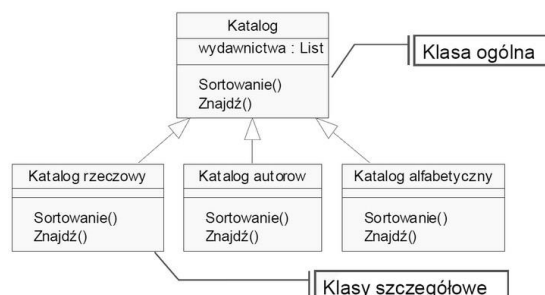 Katalog
wydawnictwa : List
Klasa ogólna
Sortowanie()
Znajdź()
Katalog rzeczowy
Katalog autorow
Katalog alfabetyczny
Sortowanie()
Sortowanie()
Sortowanie()
Znajdź()
Znajdź()
Znajdź()
Klasy szczegółowe